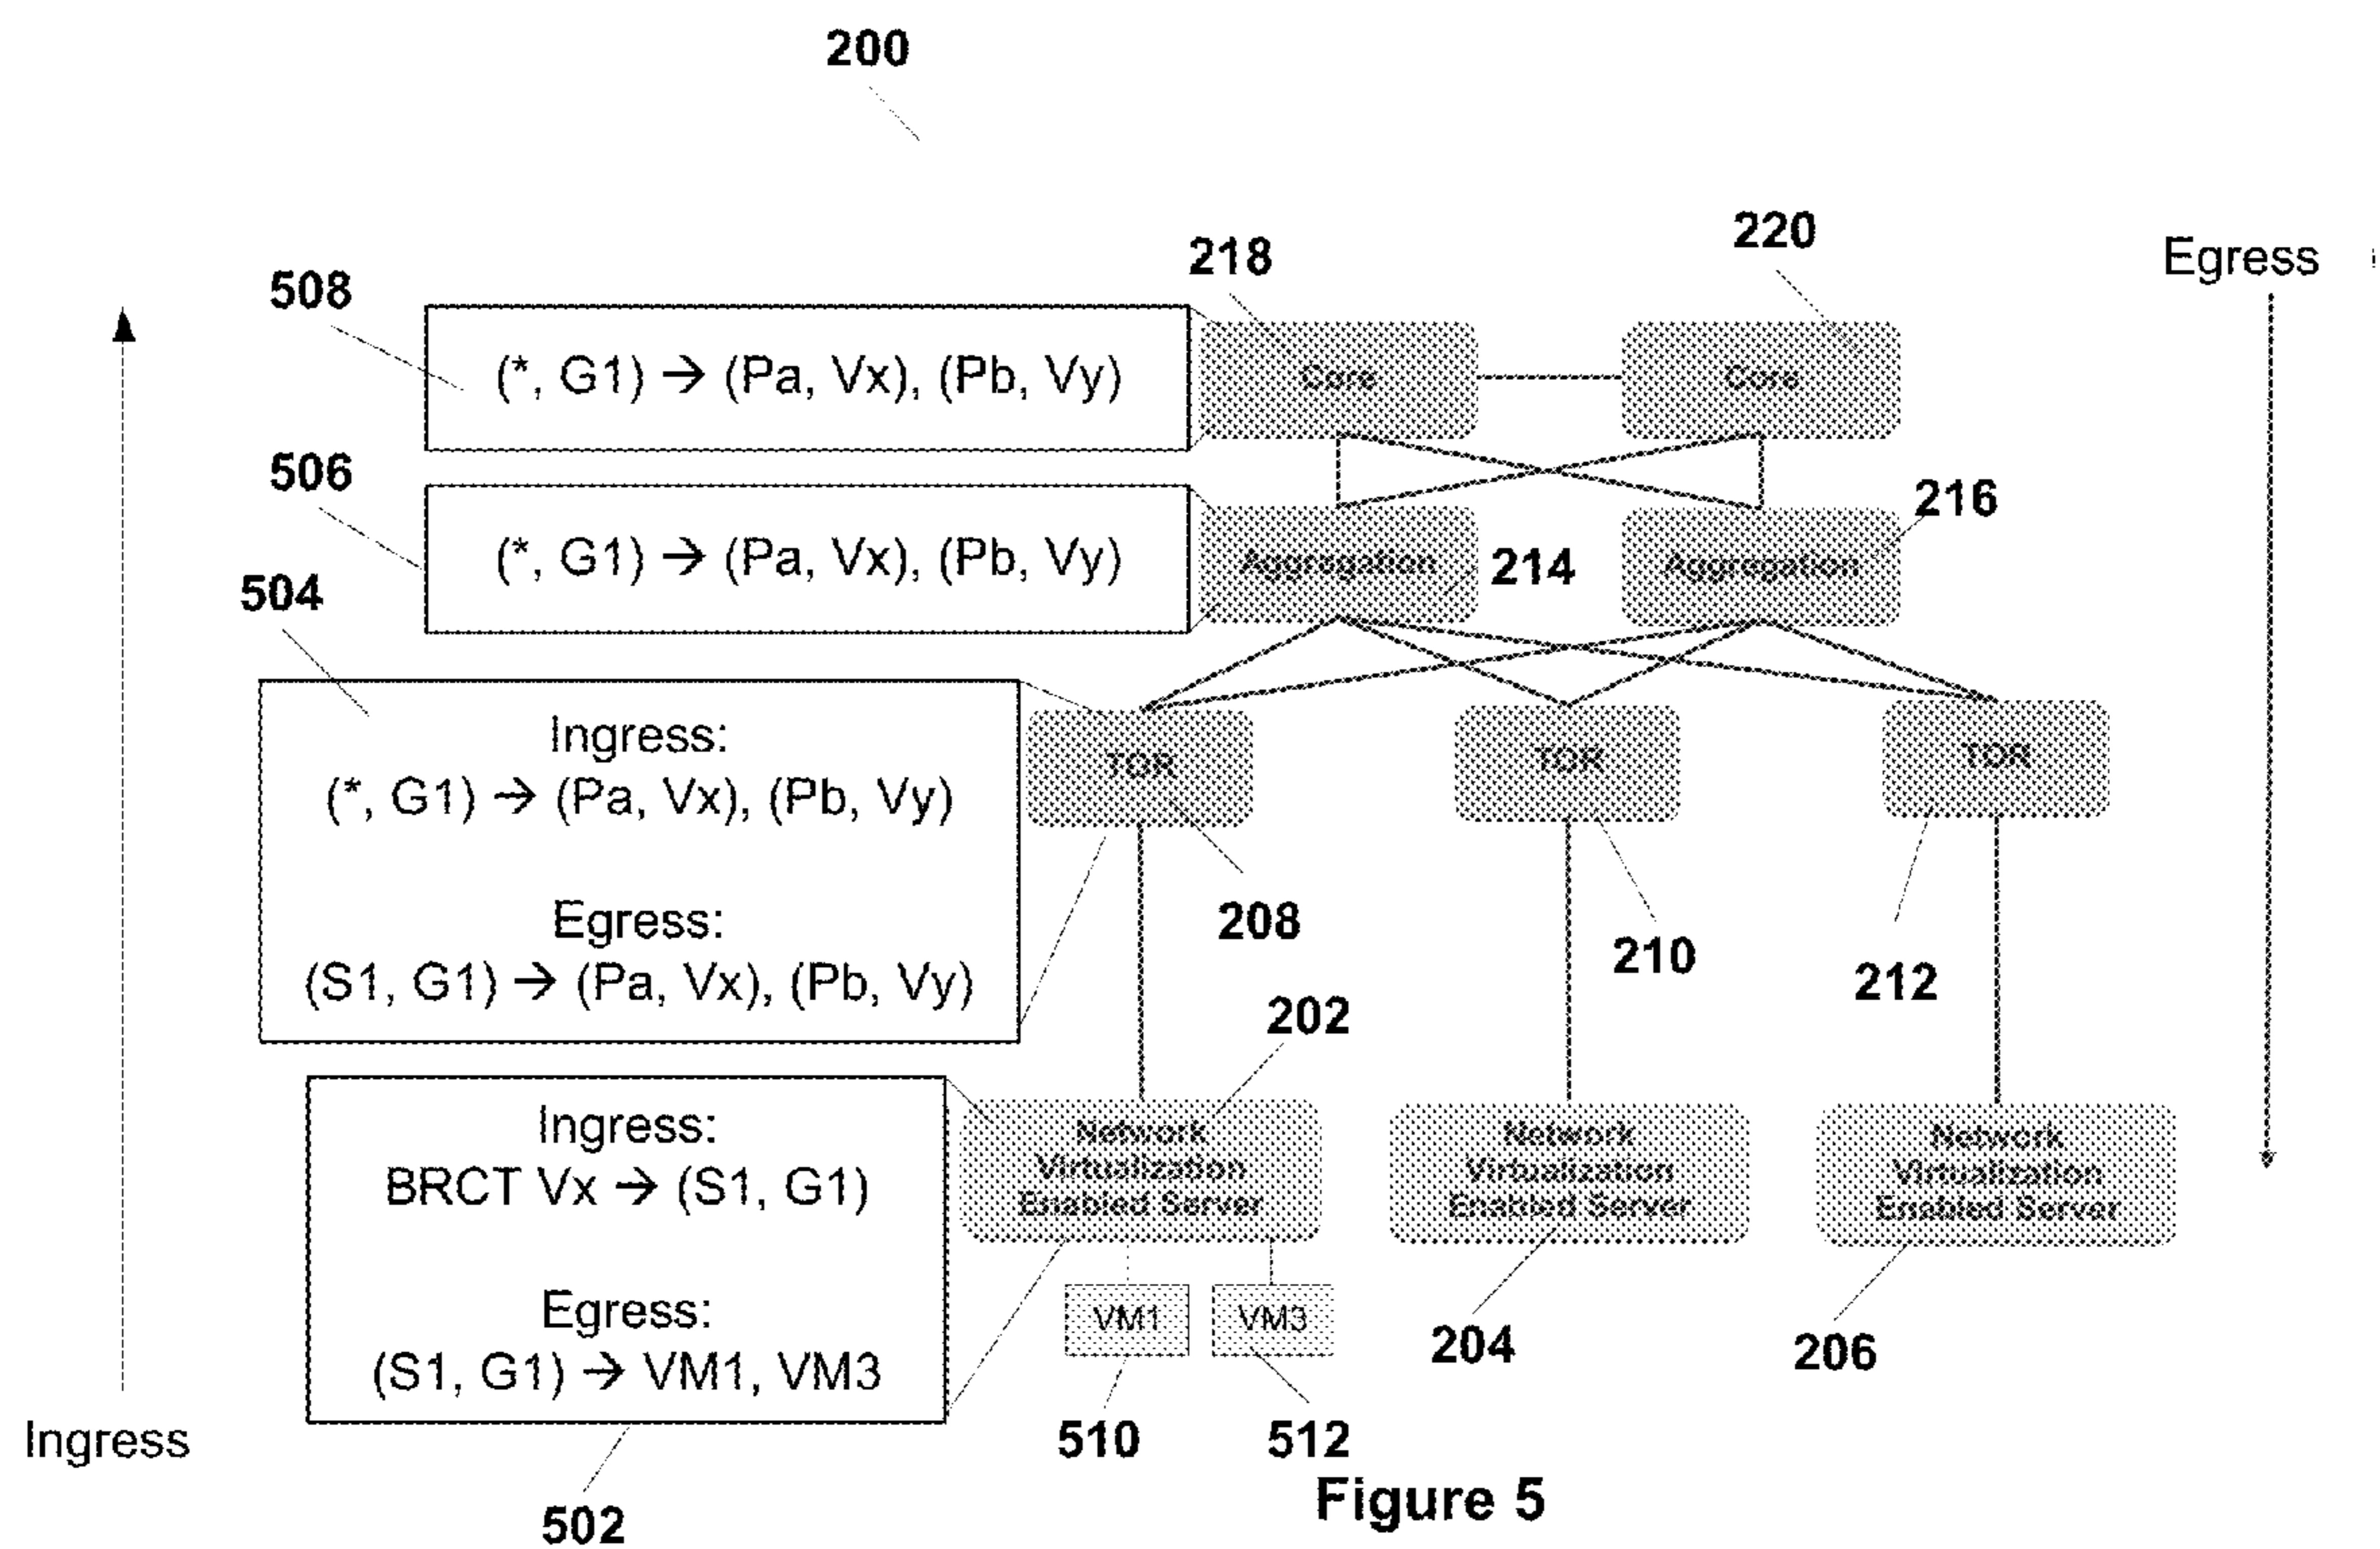 200
218
220
Egress
508
(*, G1) → (Pa, Vx), (Pb, Vy)
Core
Core
506
(*, G1) → (Pa, Vx), (Pb, Vy)
Aggregation
214
Aggregation
216
504
Ingress:
(*, G1) → (Pa, Vx), (Pb, Vy)
Egress:
(S1, G1) → (Pa, Vx), (Pb, Vy)
TOR
TOR
TOR
208
210
212
202
Ingress:
BRCT Vx → (S1, G1)
Egress:
(S1, G1) → VM1, VM3
Network
Virtualization
Enabled Server
Network
Virtualization
Enabled Server
Network
Virtualization
Enabled Server
VM1
VM3
204
206
510
512
Ingress
502
Figure 5